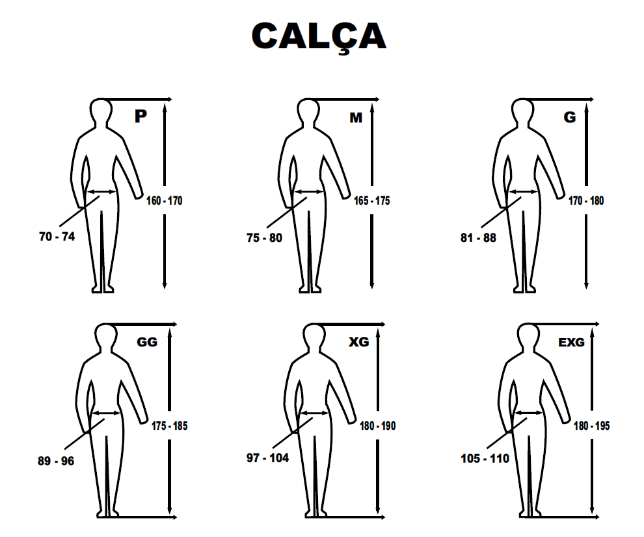 CALÇA
P
160 - 170
70 - 74
M
165 - 175
75 - 80
G
170 - 180
81 - 88
GG
175 - 185
89 - 96
XG
180 - 190
97 - 104
EXG
180 - 195
105 - 110